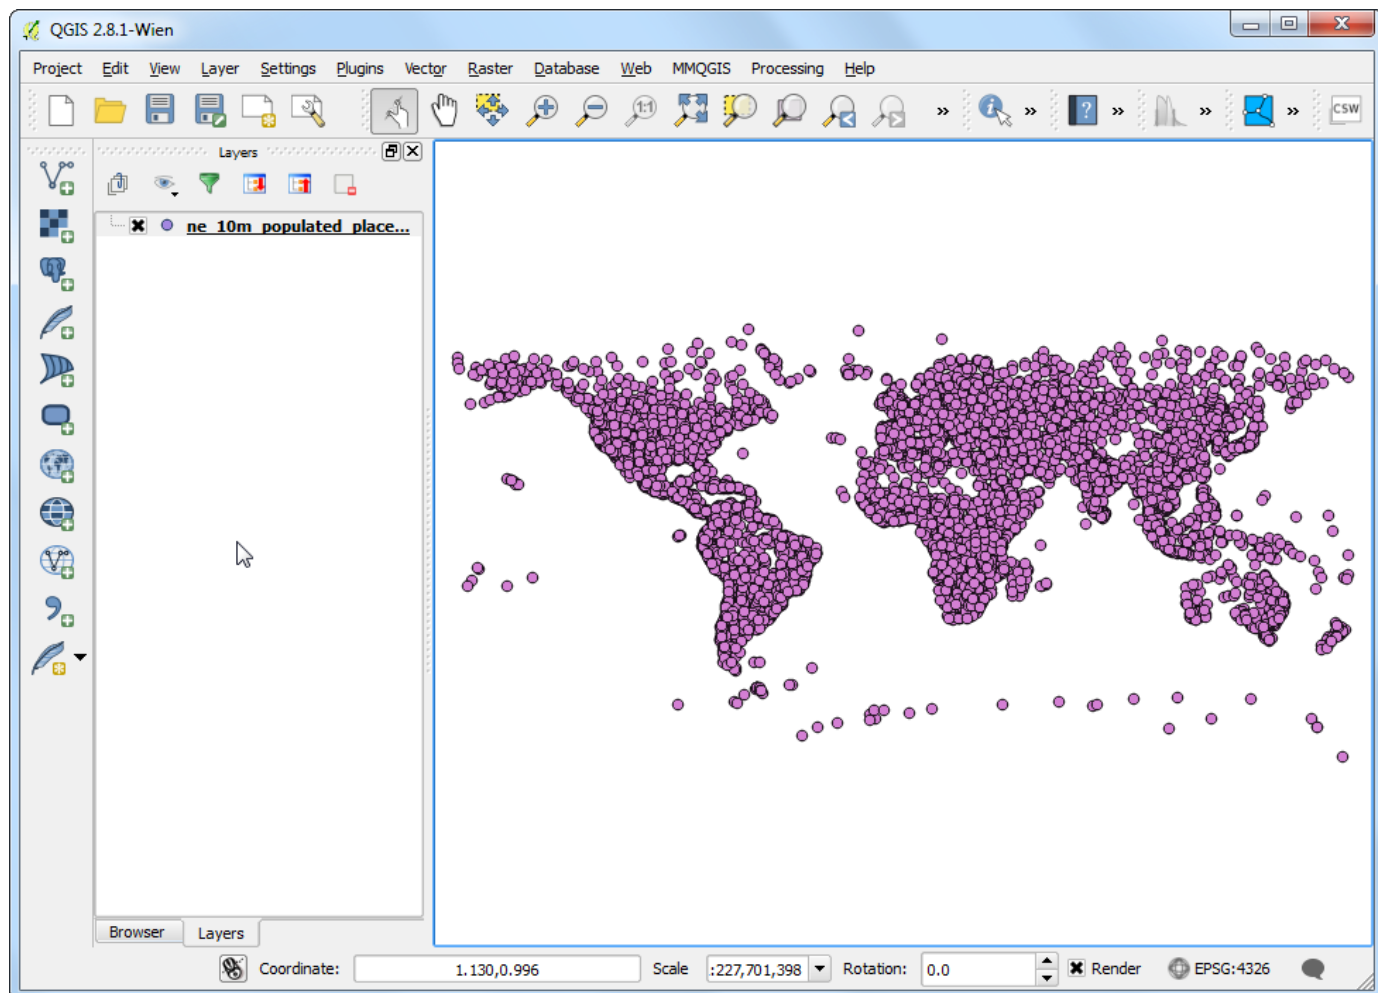 QGIS 2.8.1-Wien
Project Edit View Layer Settings Plugins Vector Raster Database Web MMQGIS Processing Help
1:1 » i » ? » » » CSW
Layers
ne_10m_populated_place...
Browser Layers
Coordinate: 1.130,0.996 Scale :227,701,398 Rotation: 0.0 Render EPSG:4326